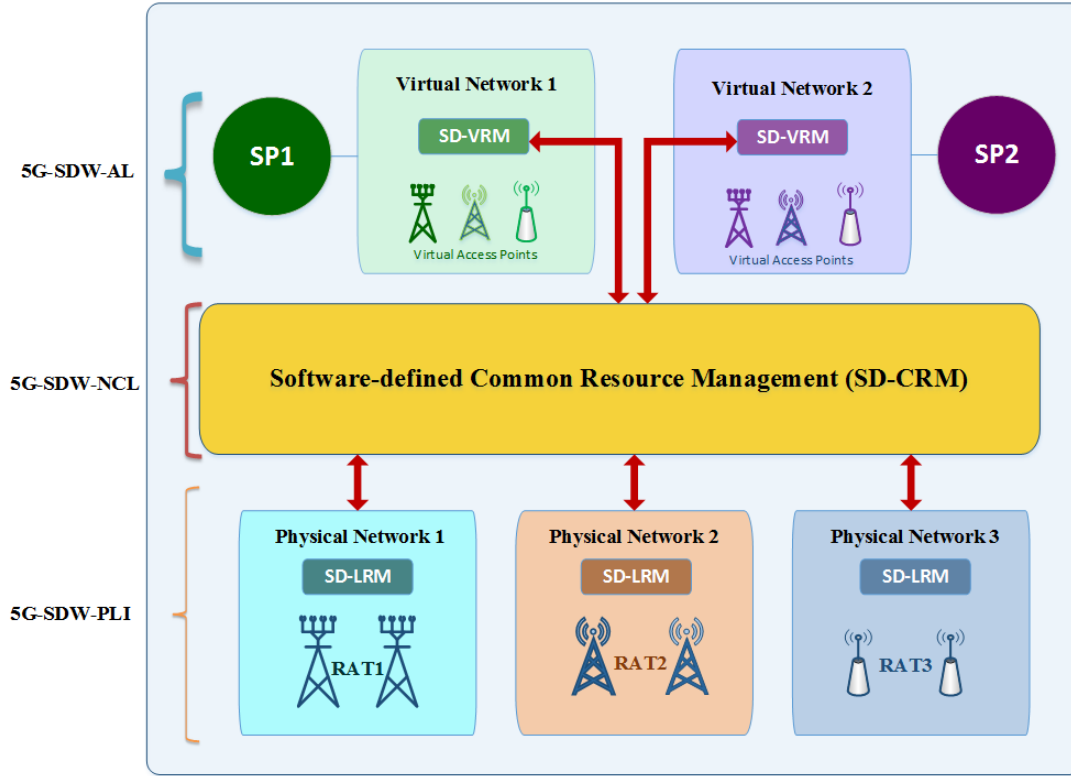 Virtual Network 1
Virtual Network 2
SD-VRM
SD-VRM
SP1
SP2
5G-SDW-AL
Virtual Access Points
Virtual Access Points
5G-SDW-NCL
Software-defined Common Resource Management (SD-CRM)
Physical Network 1
Physical Network 2
Physical Network 3
SD-LRM
SD-LRM
SD-LRM
5G-SDW-PLI
RAT1
RAT2
RAT3